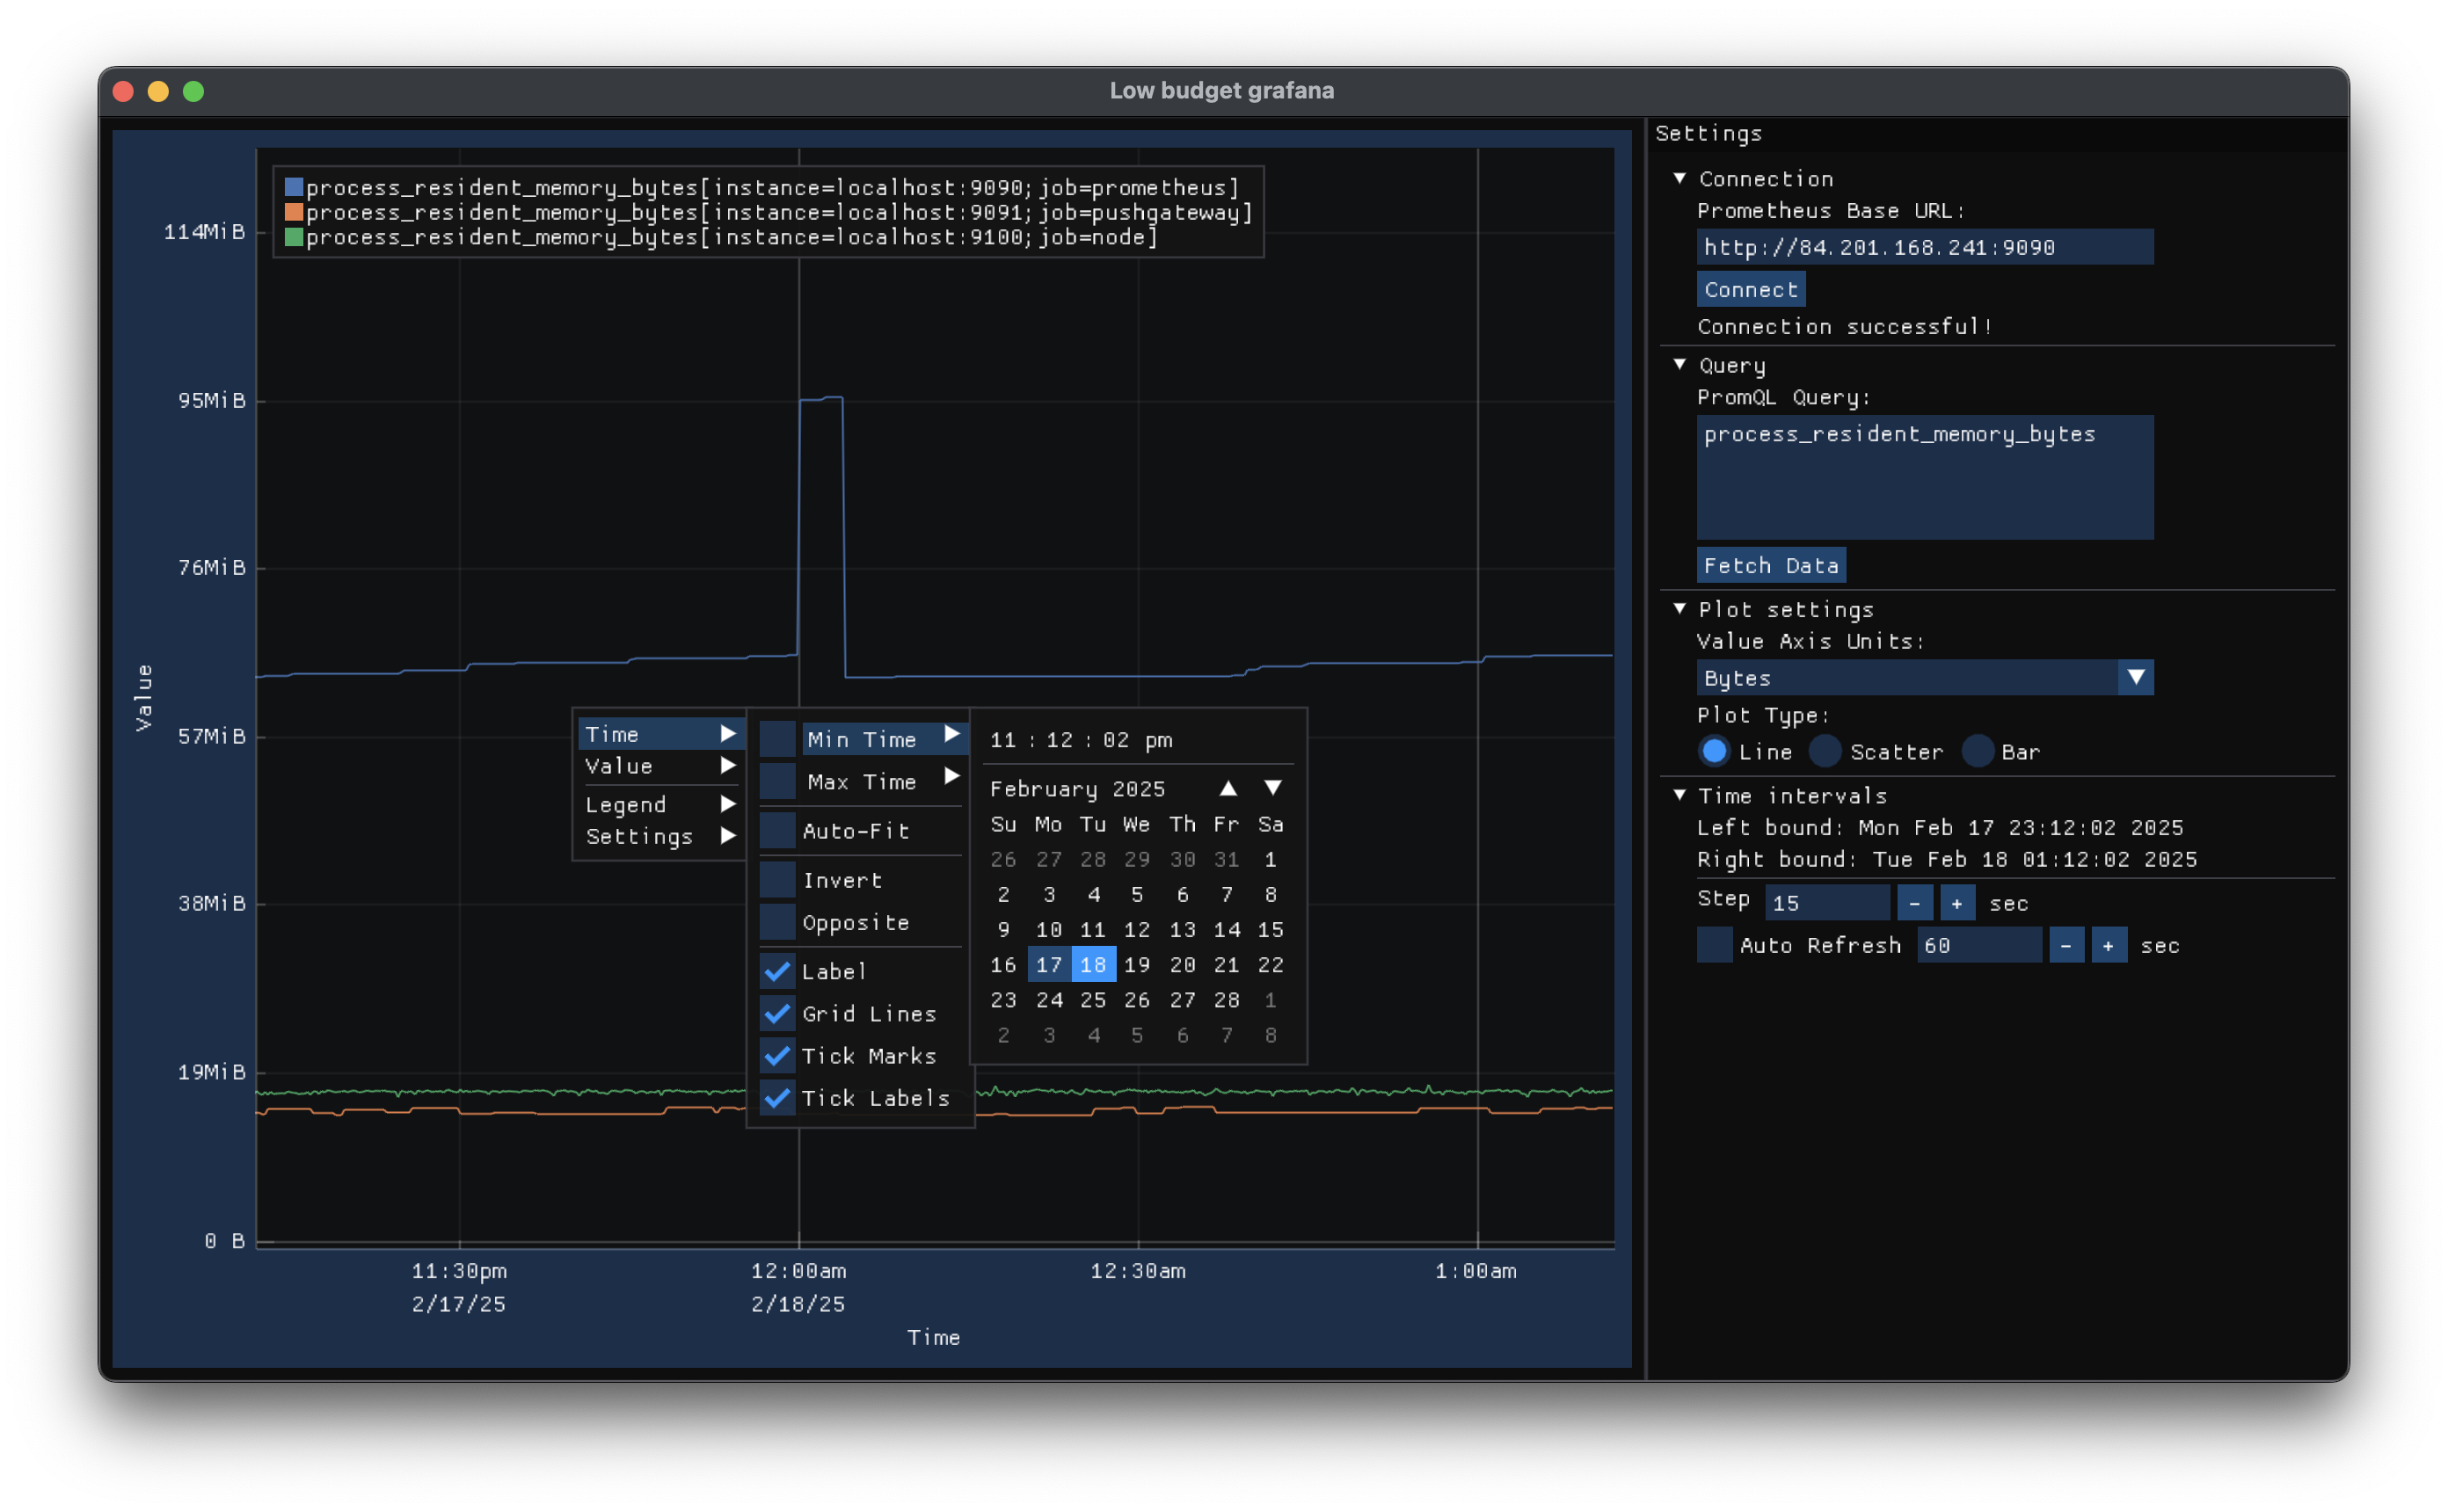 Low budget grafana
process_resident_memory_bytes[instance=localhost:9090;job=prometheus]
process_resident_memory_bytes[instance=localhost:9091;job=pushgateway]
process_resident_memory_bytes[instance=localhost:9100;job=node]
114MiB
95MiB
76MiB
57MiB
38MiB
19MiB
0 B
Value
11:30pm
2/17/25
12:00am
2/18/25
12:30am
1:00am
Time
Time
Value
Legend
Settings
Min Time
Max Time
Auto-Fit
Invert
Opposite
Label
Grid Lines
Tick Marks
Tick Labels
11 : 12 : 02 pm
February 2025
Su Mo Tu We Th Fr Sa
26 27 28 29 30 31 1
2 3 4 5 6 7 8
9 10 11 12 13 14 15
16 17 18 19 20 21 22
23 24 25 26 27 28 1
2 3 4 5 6 7 8
Settings
Connection
Prometheus Base URL:
http://84.201.168.241:9090
Connect
Connection successful!
Query
PromQL Query:
process_resident_memory_bytes
Fetch Data
Plot settings
Value Axis Units:
Bytes
Plot Type:
Line Scatter Bar
Time intervals
Left bound: Mon Feb 17 23:12:02 2025
Right bound: Tue Feb 18 01:12:02 2025
Step 15 - + sec
Auto Refresh 60 - + sec